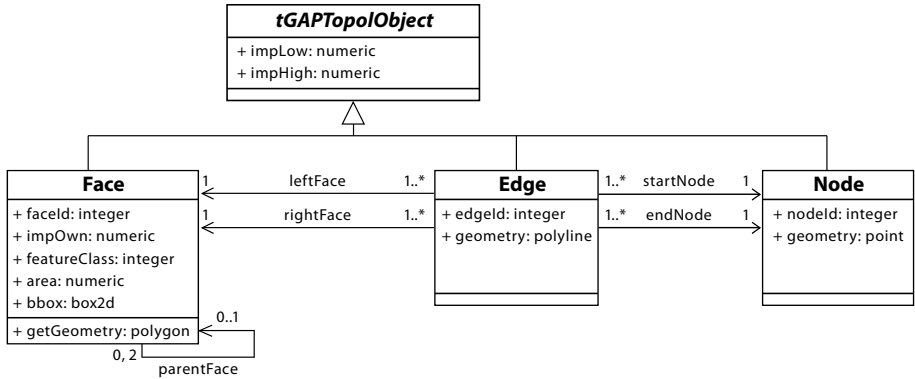 tGAPTopolObject
+ impLow: numeric
+ impHigh: numeric
Face
+ faceId: integer
+ impOwn: numeric
+ featureClass: integer
+ area: numeric
+ bbox: box2d
+ getGeometry: polygon
1 leftFace 1..*
1 rightFace 1..*
0..1
0, 2
parentFace
Edge
+ edgeId: integer
+ geometry: polyline
1..* startNode 1
1..* endNode 1
Node
+ nodeId: integer
+ geometry: point